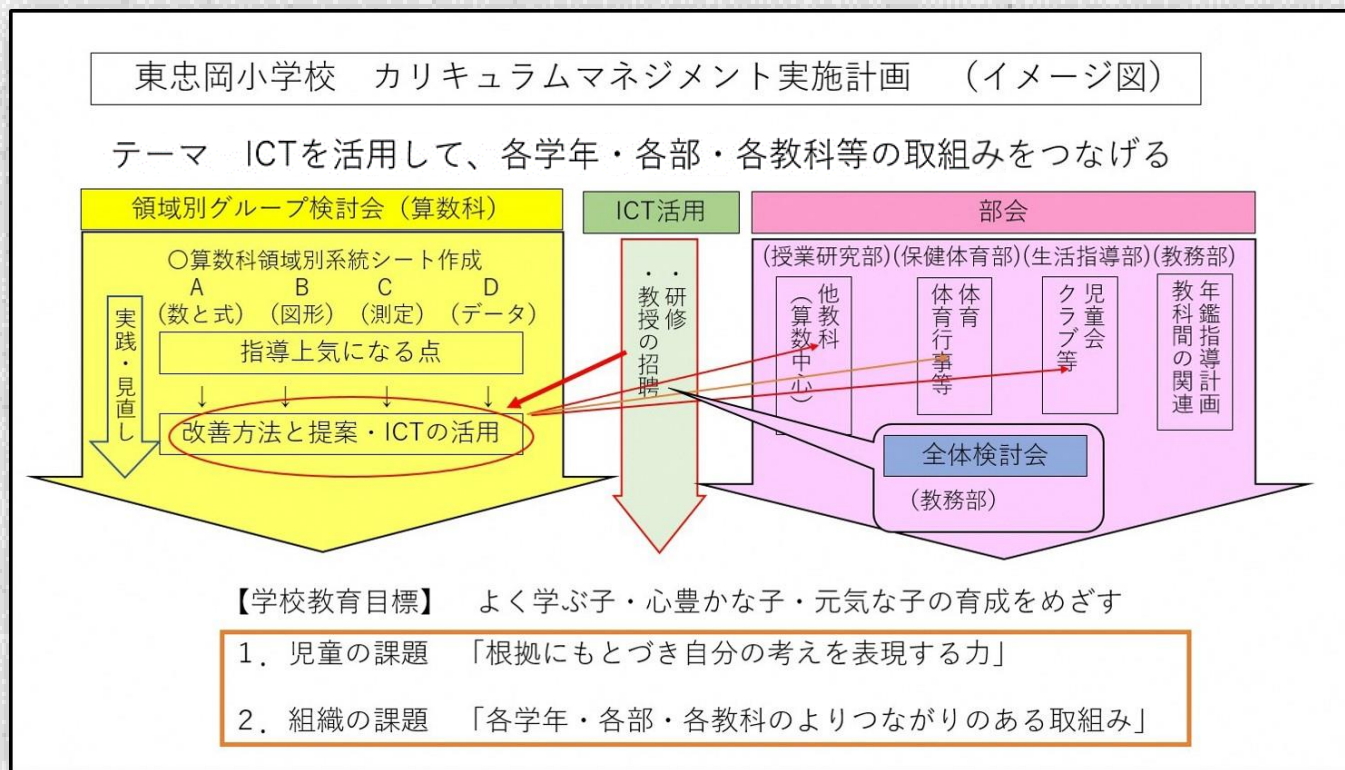 東忠岡小学校　カリキュラムマネジメント実施計画　（イメージ図）
テーマ　ICTを活用して、各学年・各部・各教科等の取組みをつなげる
領域別グループ検討会（算数科）
〇算数科領域別系統シート作成
A　B　C　D
(数と式)　(図形)　(測定)　(データ)
指導上気になる点
↓　↓　↓　↓
改善方法と提案・ICTの活用
実践・見直し
ICT活用
・研修
・教授の招聘
部会
(授業研究部)(保健体育部)(生活指導部)(教務部)
他教科
（算数中心）
体育
体育行事等
児童会
クラブ等
年鑑指導計画
教科間の関連
全体検討会
(教務部)
【学校教育目標】　よく学ぶ子・心豊かな子・元気な子の育成をめざす
1．児童の課題　「根拠にもとづき自分の考えを表現する力」
2．組織の課題　「各学年・各部・各教科のよりつながりのある取組み」